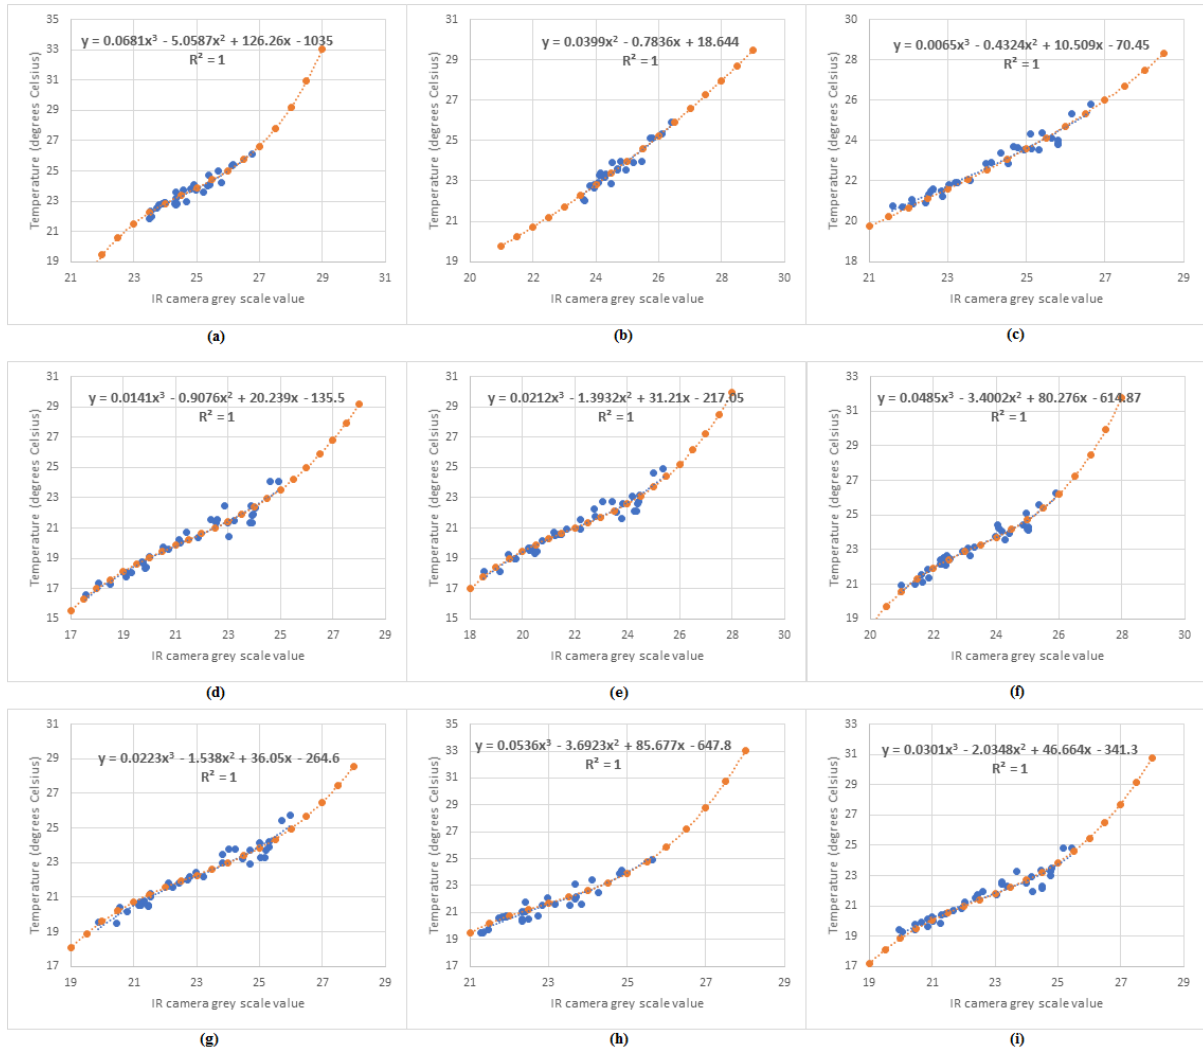 y = 0.0681x³ - 5.0587x² + 126.26x - 1035
R² = 1
Temperature (degrees Celsius)
35
33
31
29
27
25
23
21
19
21 23 25 27 29 31
IR camera grey scale value
(a)
y = 0.0399x² - 0.7836x + 18.644
R² = 1
Temperature (degrees Celsius)
31
29
27
25
23
21
19
20 22 24 26 28 30
IR camera grey scale value
(b)
y = 0.0065x³ - 0.4324x² + 10.509x - 70.45
R² = 1
Temperature (degrees Celsius)
30
28
26
24
22
20
18
21 23 25 27 29
IR camera grey scale value
(c)
y = 0.0141x³ - 0.9076x² + 20.239x - 135.5
R² = 1
Temperature (degrees Celsius)
31
29
27
25
23
21
19
17
15
17 19 21 23 25 27 29
IR camera grey scale value
(d)
y = 0.0212x³ - 1.3932x² + 31.21x - 217.05
R² = 1
Temperature (degrees Celsius)
31
29
27
25
23
21
19
17
15
18 20 22 24 26 28 30
IR camera grey scale value
(e)
y = 0.0485x³ - 3.4002x² + 80.276x - 614.87
R² = 1
Temperature (degrees Celsius)
33
31
29
27
25
23
21
19
20 22 24 26 28 30
IR camera grey scale value
(f)
y = 0.0223x³ - 1.538x² + 36.05x - 264.6
R² = 1
Temperature (degrees Celsius)
31
29
27
25
23
21
19
17
19 21 23 25 27 29
IR camera grey scale value
(g)
y = 0.0536x³ - 3.6923x² + 85.677x - 647.8
R² = 1
Temperature (degrees Celsius)
35
33
31
29
27
25
23
21
19
17
21 23 25 27 29
IR camera grey scale value
(h)
y = 0.0301x³ - 2.0348x² + 46.664x - 341.3
R² = 1
Temperature (degrees Celsius)
33
31
29
27
25
23
21
19
17
19 21 23 25 27 29
IR camera grey scale value
(i)